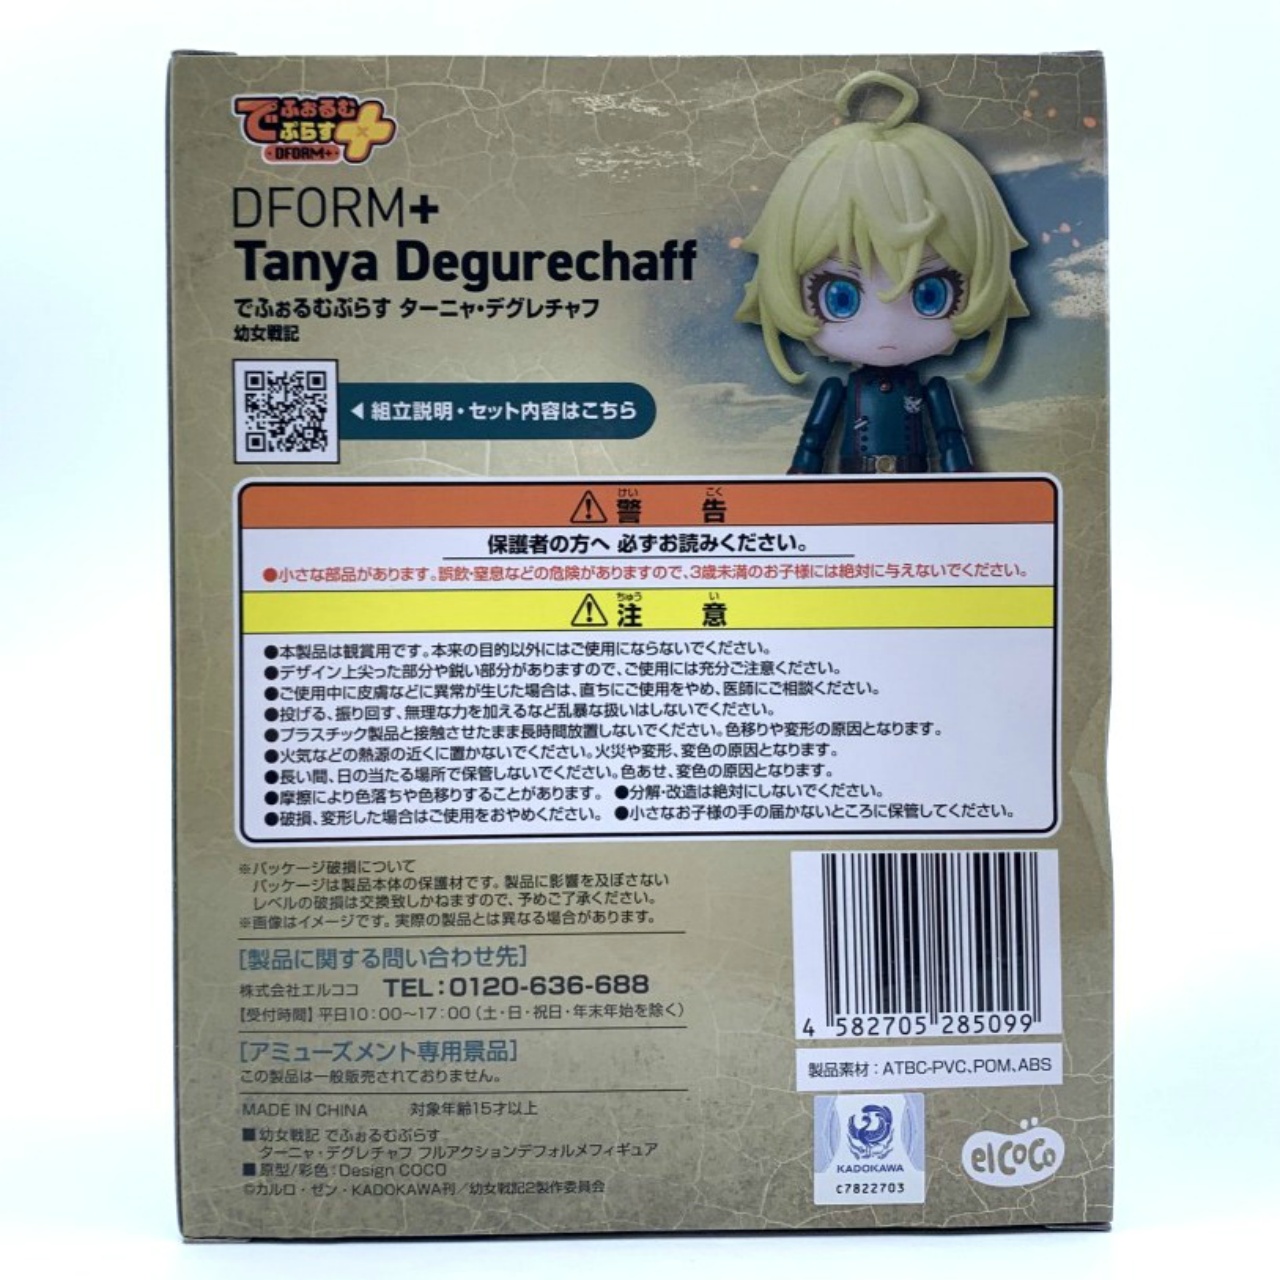 でふぉるむ
ぷらす
DFORM+
DFORM+
Tanya Degurechaff
でふぉるむぷらす ターニャ・デグレチャフ
幼女戦記
◀組立説明・セット内容はこちら
けい こく
⚠警 告
保護者の方へ 必ずお読みください。
●小さな部品があります。誤飲・窒息などの危険がありますので、3歳未満のお子様には絶対に与えないでください。
ちゅう い
⚠注 意
●本製品は観賞用です。本来の目的以外にはご使用にならないでください。
●デザイン上尖った部分や鋭い部分がありますので、ご使用には充分ご注意ください。
●ご使用中に皮膚などに異常が生じた場合は、直ちにご使用をやめ、医師にご相談ください。
●投げる、振り回す、無理な力を加えるなど乱暴な扱いはしないでください。
●プラスチック製品と接触させたまま長時間放置しないでください。色移りや変形の原因となります。
●火気などの熱源の近くに置かないでください。火災や変形、変色の原因となります。
●長い間、日の当たる場所で保管しないでください。色あせ、変色の原因となります。
●摩擦により色落ちや色移りすることがあります。 ●分解・改造は絶対にしないでください。
●破損、変形した場合はご使用をおやめください。 ●小さなお子様の手の届かないところに保管してください。
※パッケージ破損について
パッケージは製品本体の保護材です。製品に影響を及ぼさない
レベルの破損は交換致しかねますので、予めご了承ください。
※画像はイメージです。実際の製品とは異なる場合があります。
[製品に関する問い合わせ先]
株式会社エルココ TEL:0120-636-688
【受付時間】平日10:00～17:00(土・日・祝日・年末年始を除く)
[アミューズメント専用景品]
この製品は一般販売されておりません。
MADE IN CHINA 対象年齢15才以上
■幼女戦記 でふぉるむぷらす
ターニャ・デグレチャフ フルアクションデフォルメフィギュア
■原型/彩色:Design COCO
©カルロ・ゼン・KADOKAWA刊/幼女戦記2製作委員会
4 582705 285099
製品素材:ATBC-PVC、POM、ABS
KADOKAWA
C7822703
elCOCO